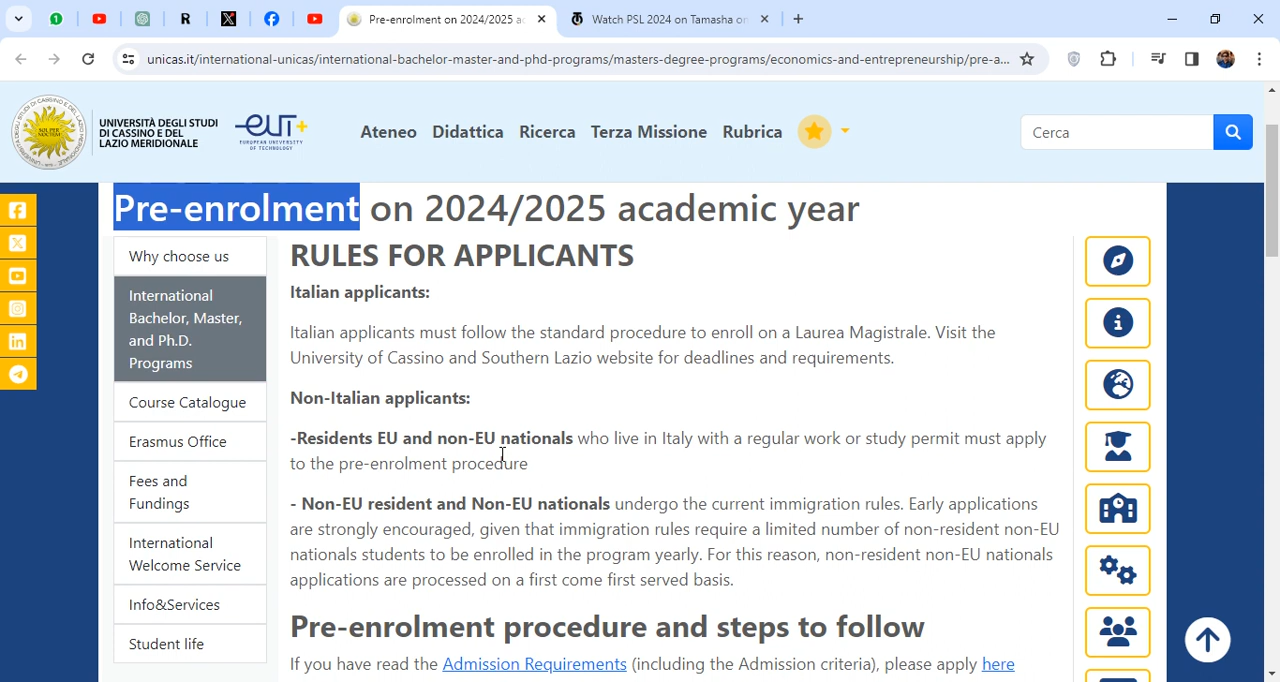 1
R
Pre-enrolment on 2024/2025 ac
Watch PSL 2024 on Tamasha on
unicas.it/international-unicas/international-bachelor-master-and-phd-programs/masters-degree-programs/economics-and-entrepreneurship/pre-a...
UNIVERSITÀ DEGLI STUDI
DI CASSINO E DEL
LAZIO MERIDIONALE
EUT+
EUROPEAN UNIVERSITY
OF TECHNOLOGY
Ateneo Didattica Ricerca Terza Missione Rubrica
Cerca
Pre-enrolment on 2024/2025 academic year
Why choose us
International
Bachelor, Master,
and Ph.D.
Programs
Course Catalogue
Erasmus Office
Fees and
Fundings
International
Welcome Service
Info&Services
Student life
RULES FOR APPLICANTS
Italian applicants:
Italian applicants must follow the standard procedure to enroll on a Laurea Magistrale. Visit the
University of Cassino and Southern Lazio website for deadlines and requirements.
Non-Italian applicants:
-Residents EU and non-EU nationals who live in Italy with a regular work or study permit must apply
to the pre-enrolment procedure
- Non-EU resident and Non-EU nationals undergo the current immigration rules. Early applications
are strongly encouraged, given that immigration rules require a limited number of non-resident non-EU
nationals students to be enrolled in the program yearly. For this reason, non-resident non-EU nationals
applications are processed on a first come first served basis.
Pre-enrolment procedure and steps to follow
If you have read the Admission Requirements (including the Admission criteria), please apply here